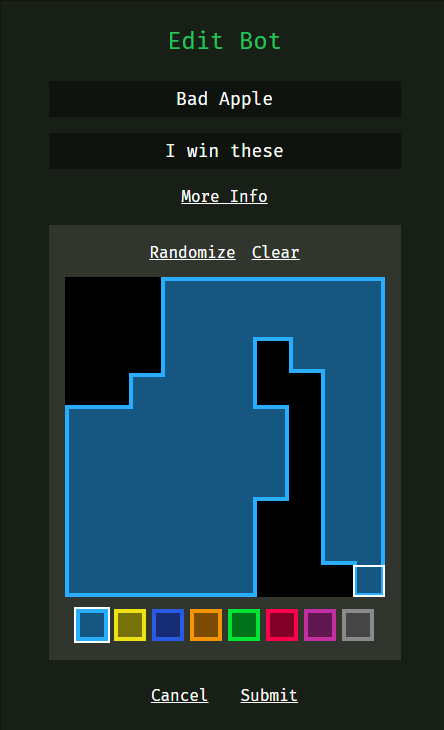 Edit Bot
Bad Apple
I win these
More Info
Randomize Clear
Cancel Submit